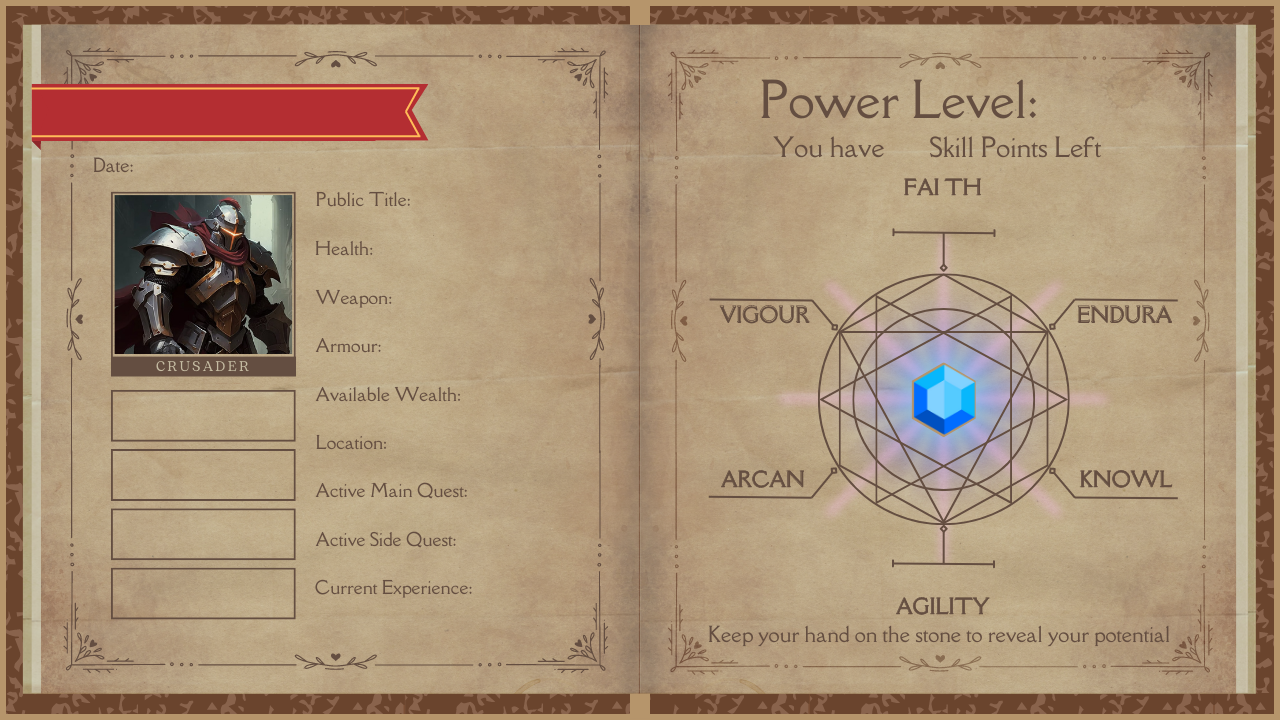 Date:
CRUSADER
Public Title:
Health:
Weapon:
Armour:
Available Wealth:
Location:
Active Main Quest:
Active Side Quest:
Current Experience:
Power Level:
You have Skill Points Left
FAI TH
VIGOUR
ENDURA
ARCAN
KNOWL
AGILITY
Keep your hand on the stone to reveal your potential